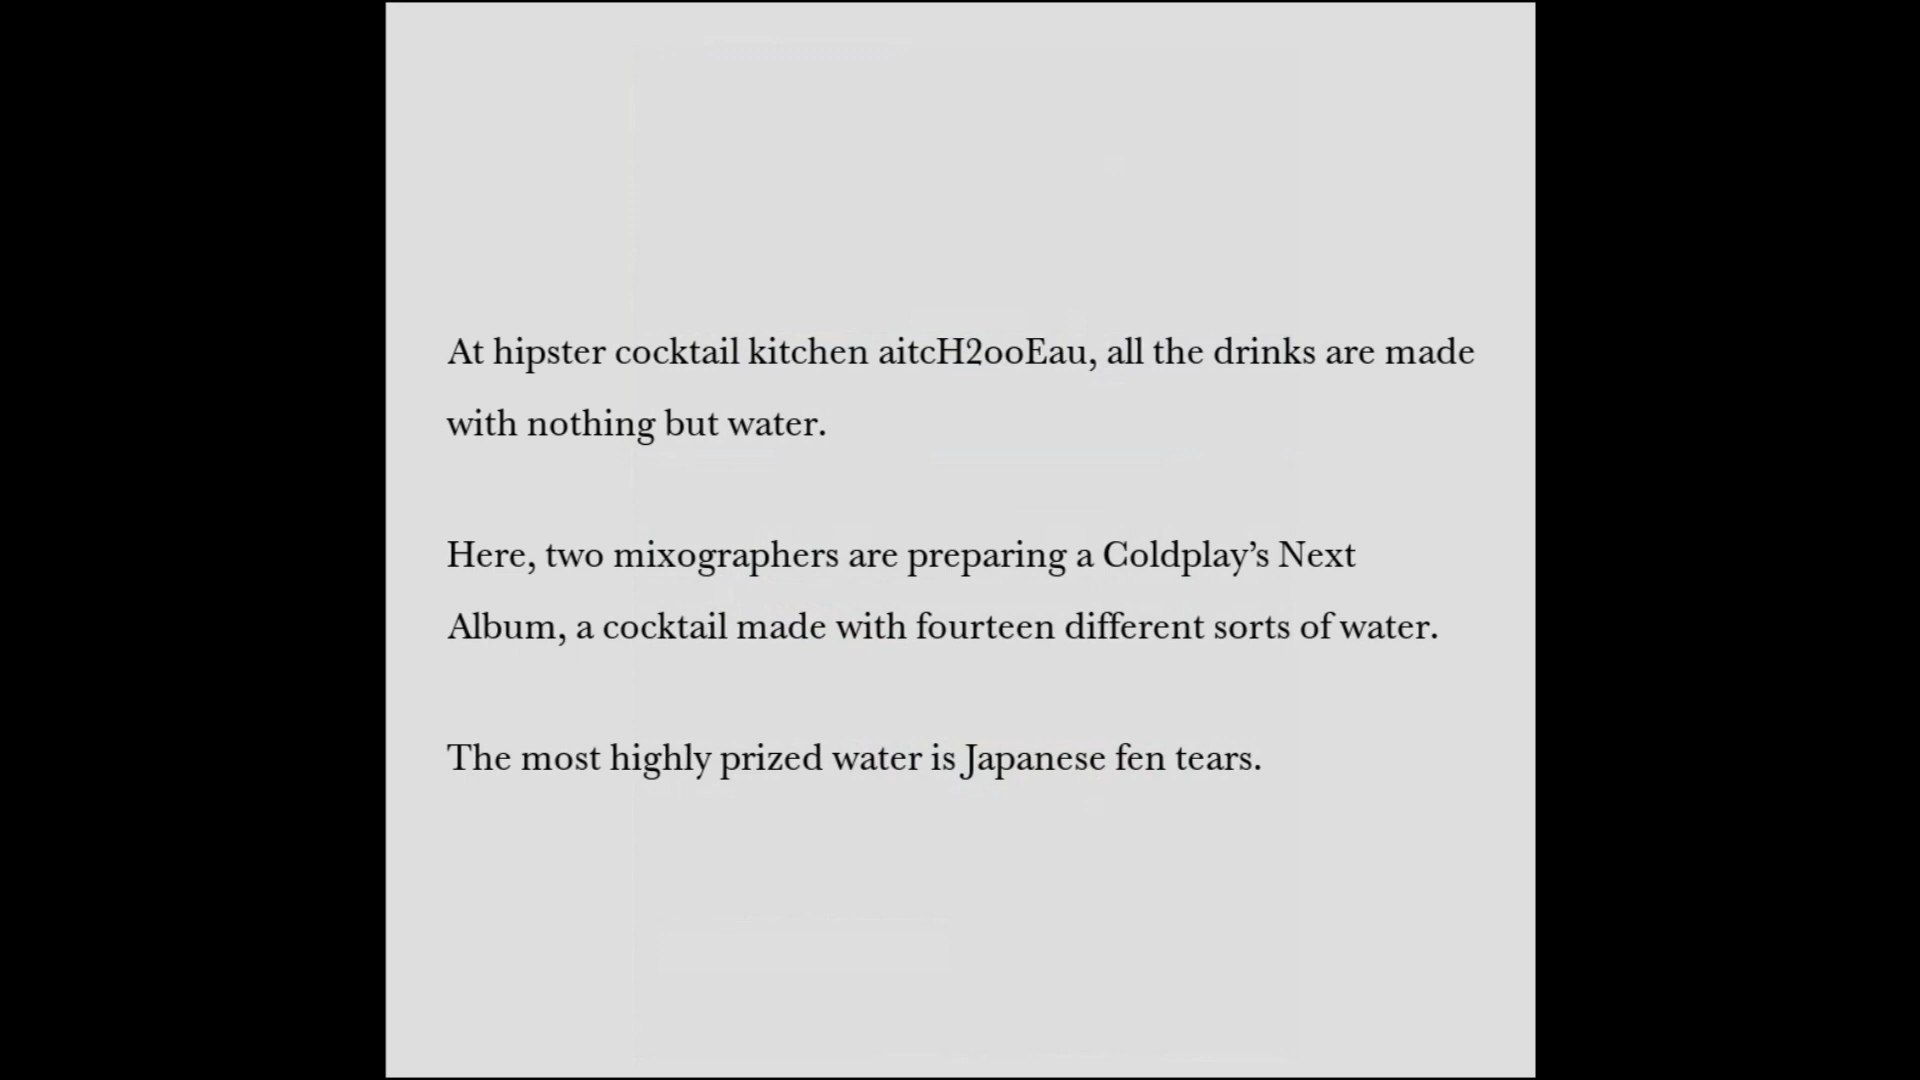 At hipster cocktail kitchen aitcH2ooEau, all the drinks are made
with nothing but water.
Here, two mixographers are preparing a Coldplay’s Next
Album, a cocktail made with fourteen different sorts of water.
The most highly prized water is Japanese fen tears.